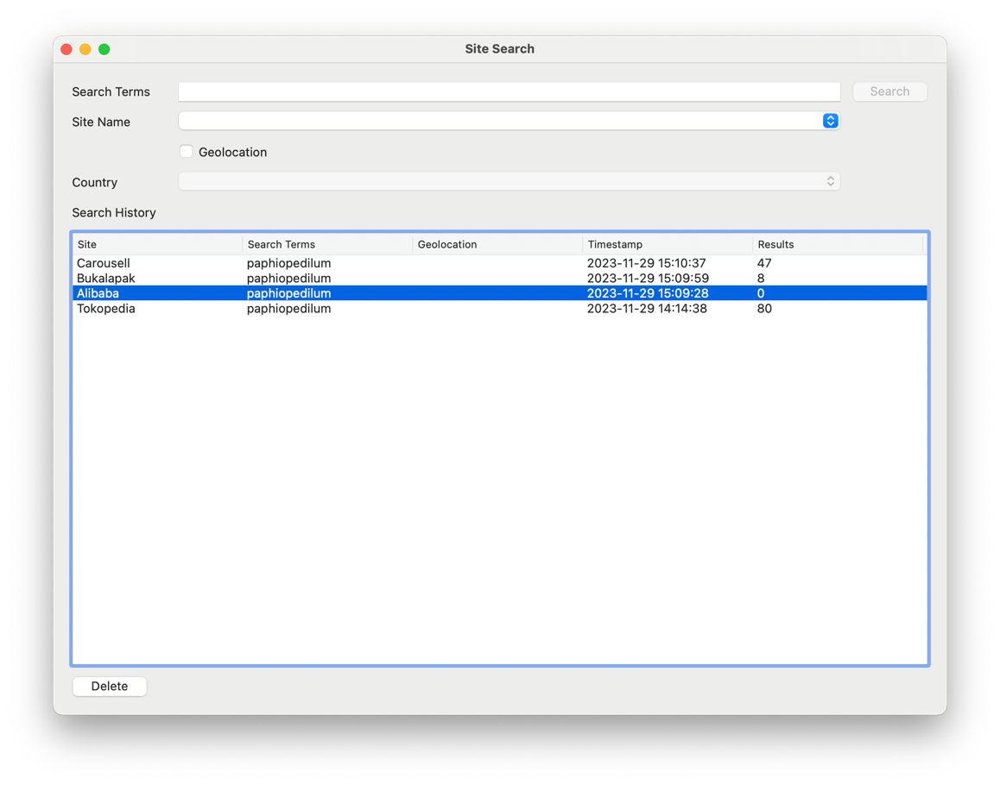 Site Search
Search Terms
Search
Site Name
Geolocation
Country
Search History
Site Search Terms Geolocation Timestamp Results
Carousell paphiopedilum 2023-11-29 15:10:37 47
Bukalapak paphiopedilum 2023-11-29 15:09:59 8
Alibaba paphiopedilum 2023-11-29 15:09:28 0
Tokopedia paphiopedilum 2023-11-29 14:14:38 80
Delete